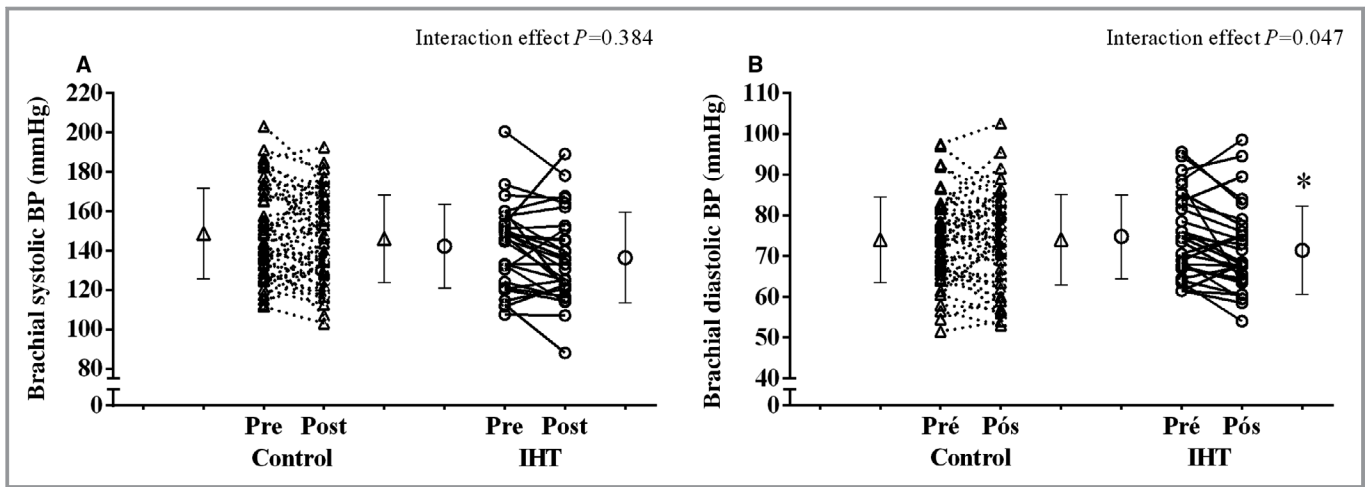 Interaction effect P=0.384
A
Brachial systolic BP (mmHg)
220
200
180
160
140
120
100
80
0
Pre Post Pre Post
Control IHT
Interaction effect P=0.047
B
Brachial diastolic BP (mmHg)
110
100
90
80
70
60
50
40
0
*
Pré Pós Pré Pós
Control IHT